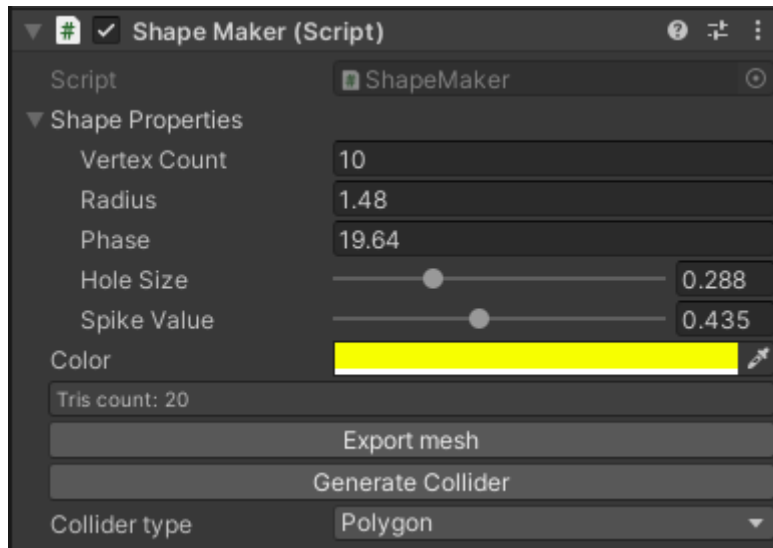 # Shape Maker (Script)
Script # ShapeMaker
Shape Properties
Vertex Count 10
Radius 1.48
Phase 19.64
Hole Size 0.288
Spike Value 0.435
Color
Tris count: 20
Export mesh
Generate Collider
Collider type Polygon